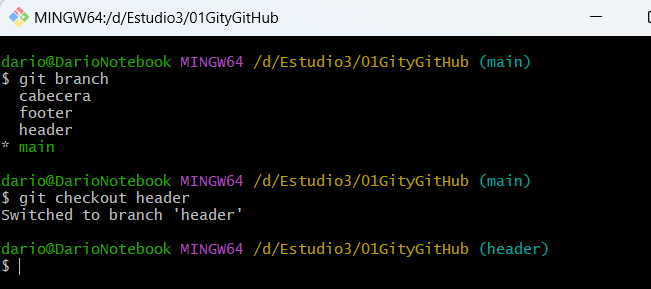 MINGW64:/d/Estudio3/01GityGitHub
dario@DarioNotebook MINGW64 /d/Estudio3/01GityGitHub (main)
$ git branch
  cabecera
  footer
  header
* main
dario@DarioNotebook MINGW64 /d/Estudio3/01GityGitHub (main)
$ git checkout header
Switched to branch 'header'
dario@DarioNotebook MINGW64 /d/Estudio3/01GityGitHub (header)
$